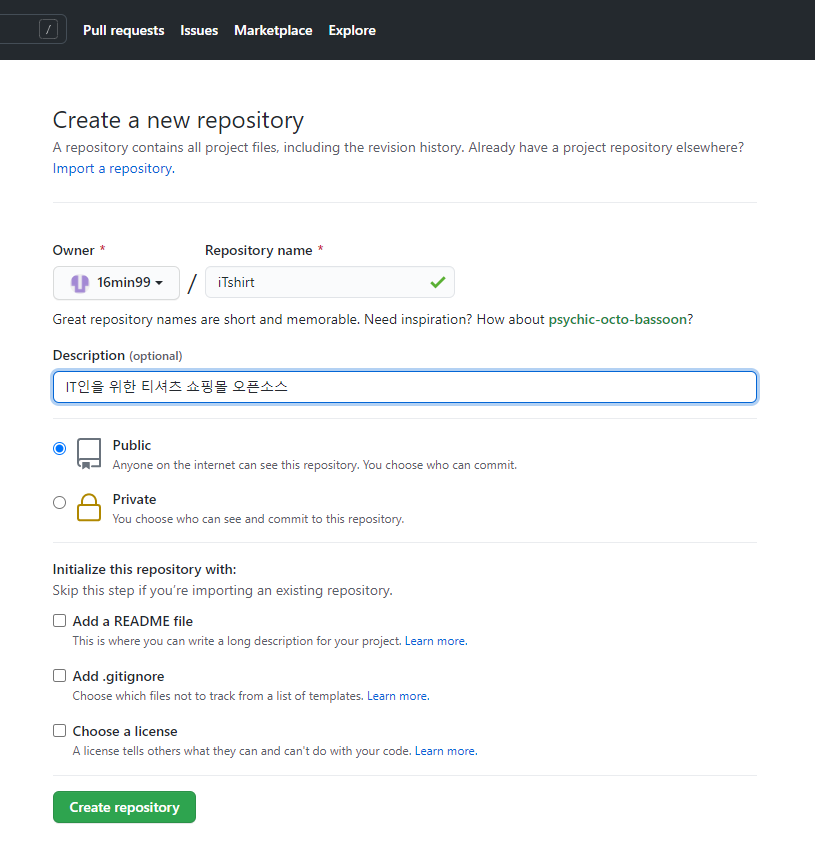 / Pull requests Issues Marketplace Explore
Create a new repository
A repository contains all project files, including the revision history. Already have a project repository elsewhere?
Import a repository.
Owner * Repository name *
16min99 / iTshirt
Great repository names are short and memorable. Need inspiration? How about psychic-octo-bassoon?
Description (optional)
IT인을 위한 티셔츠 쇼핑몰 오픈소스
Public
Anyone on the internet can see this repository. You choose who can commit.
Private
You choose who can see and commit to this repository.
Initialize this repository with:
Skip this step if you’re importing an existing repository.
Add a README file
This is where you can write a long description for your project. Learn more.
Add .gitignore
Choose which files not to track from a list of templates. Learn more.
Choose a license
A license tells others what they can and can't do with your code. Learn more.
Create repository